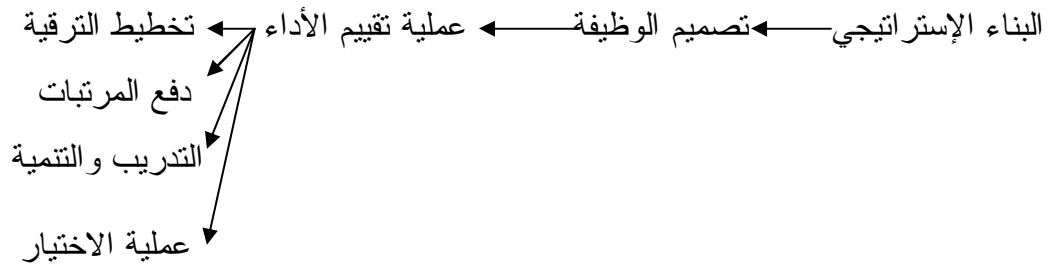 البناء الإستراتيجي تصميم الوظيفة عملية تقييم الأداء تخطيط الترقية
دفع المرتبات
التدريب والتنمية
عملية الاختيار